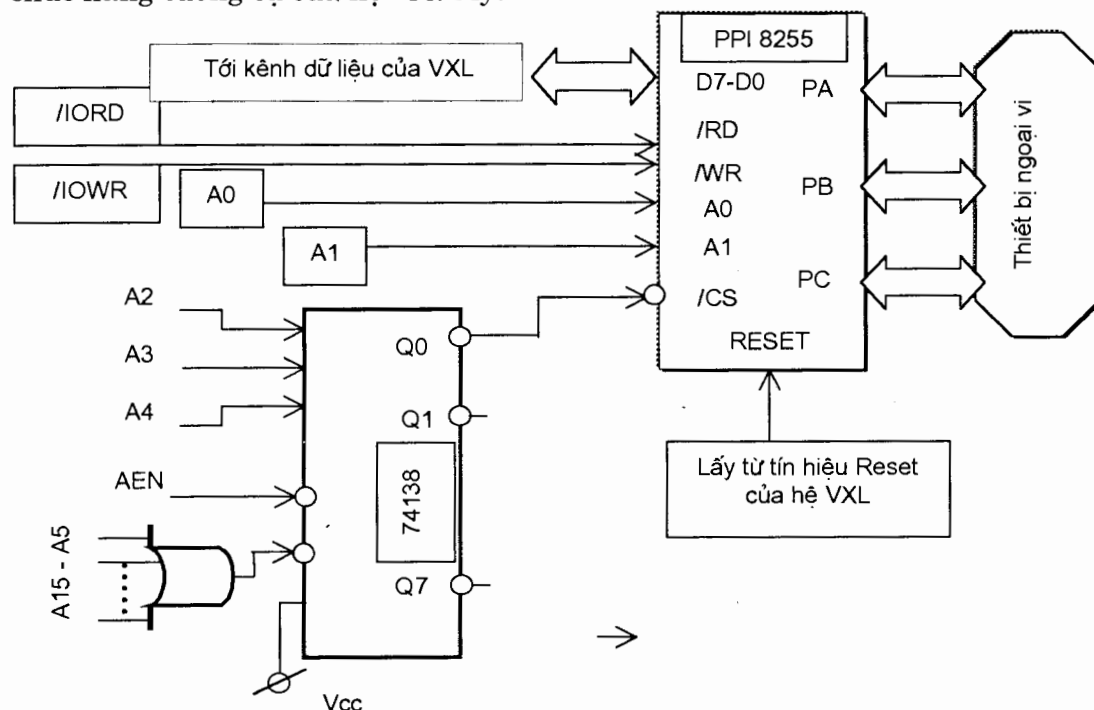 PPI 8255
Tới kênh dữ liệu của VXL
D7-D0
PA
/IORD
/RD
/IOWR
/WR
PB
A0
A0
A1
A1
Thiết bị ngoại vi
/CS
PC
A2
Q0
RESET
A3
A4
Q1
Lấy từ tín hiệu Reset
của hệ VXL
AEN
74138
A15 - A5
Q7
Vcc